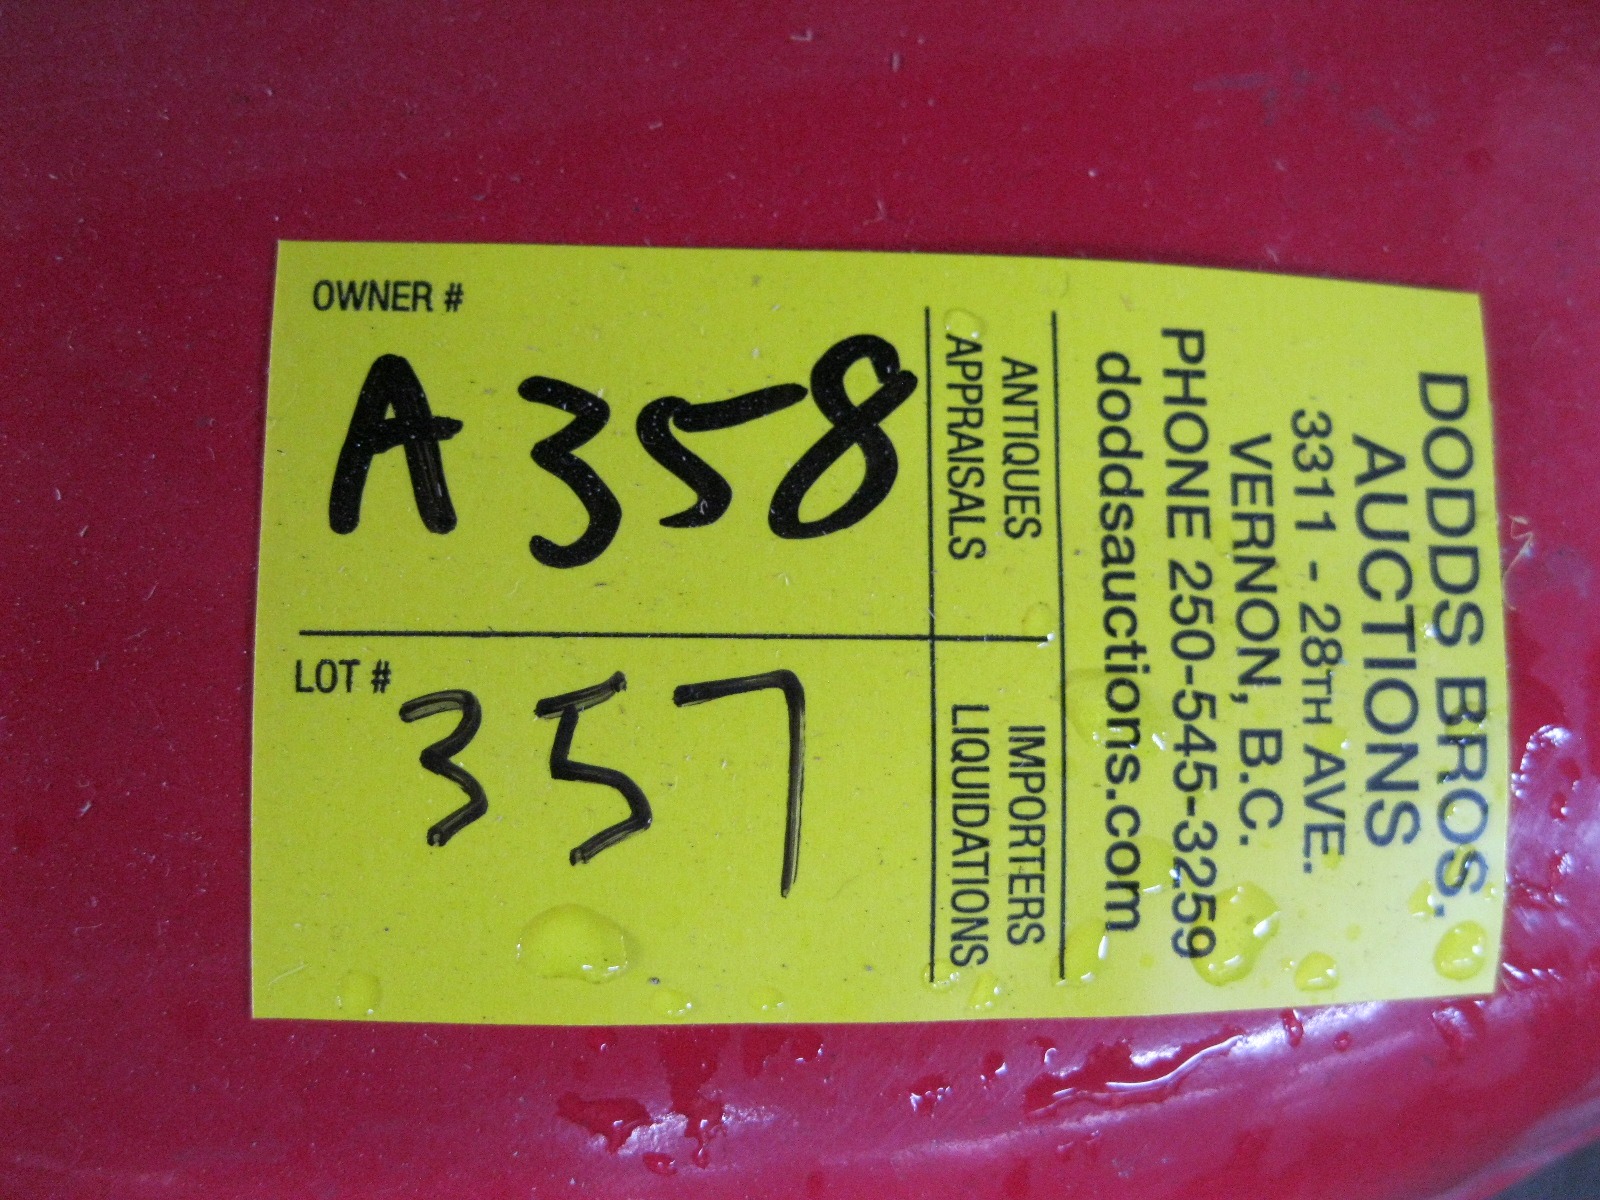 DODDS BROS.
AUCTIONS
3311 - 28TH AVE.
VERNON, B.C.
PHONE 250-545-3259
doddsauctions.com
ANTIQUES
APPRAISALS
IMPORTERS
LIQUIDATIONS
OWNER #
A358
LOT #
357